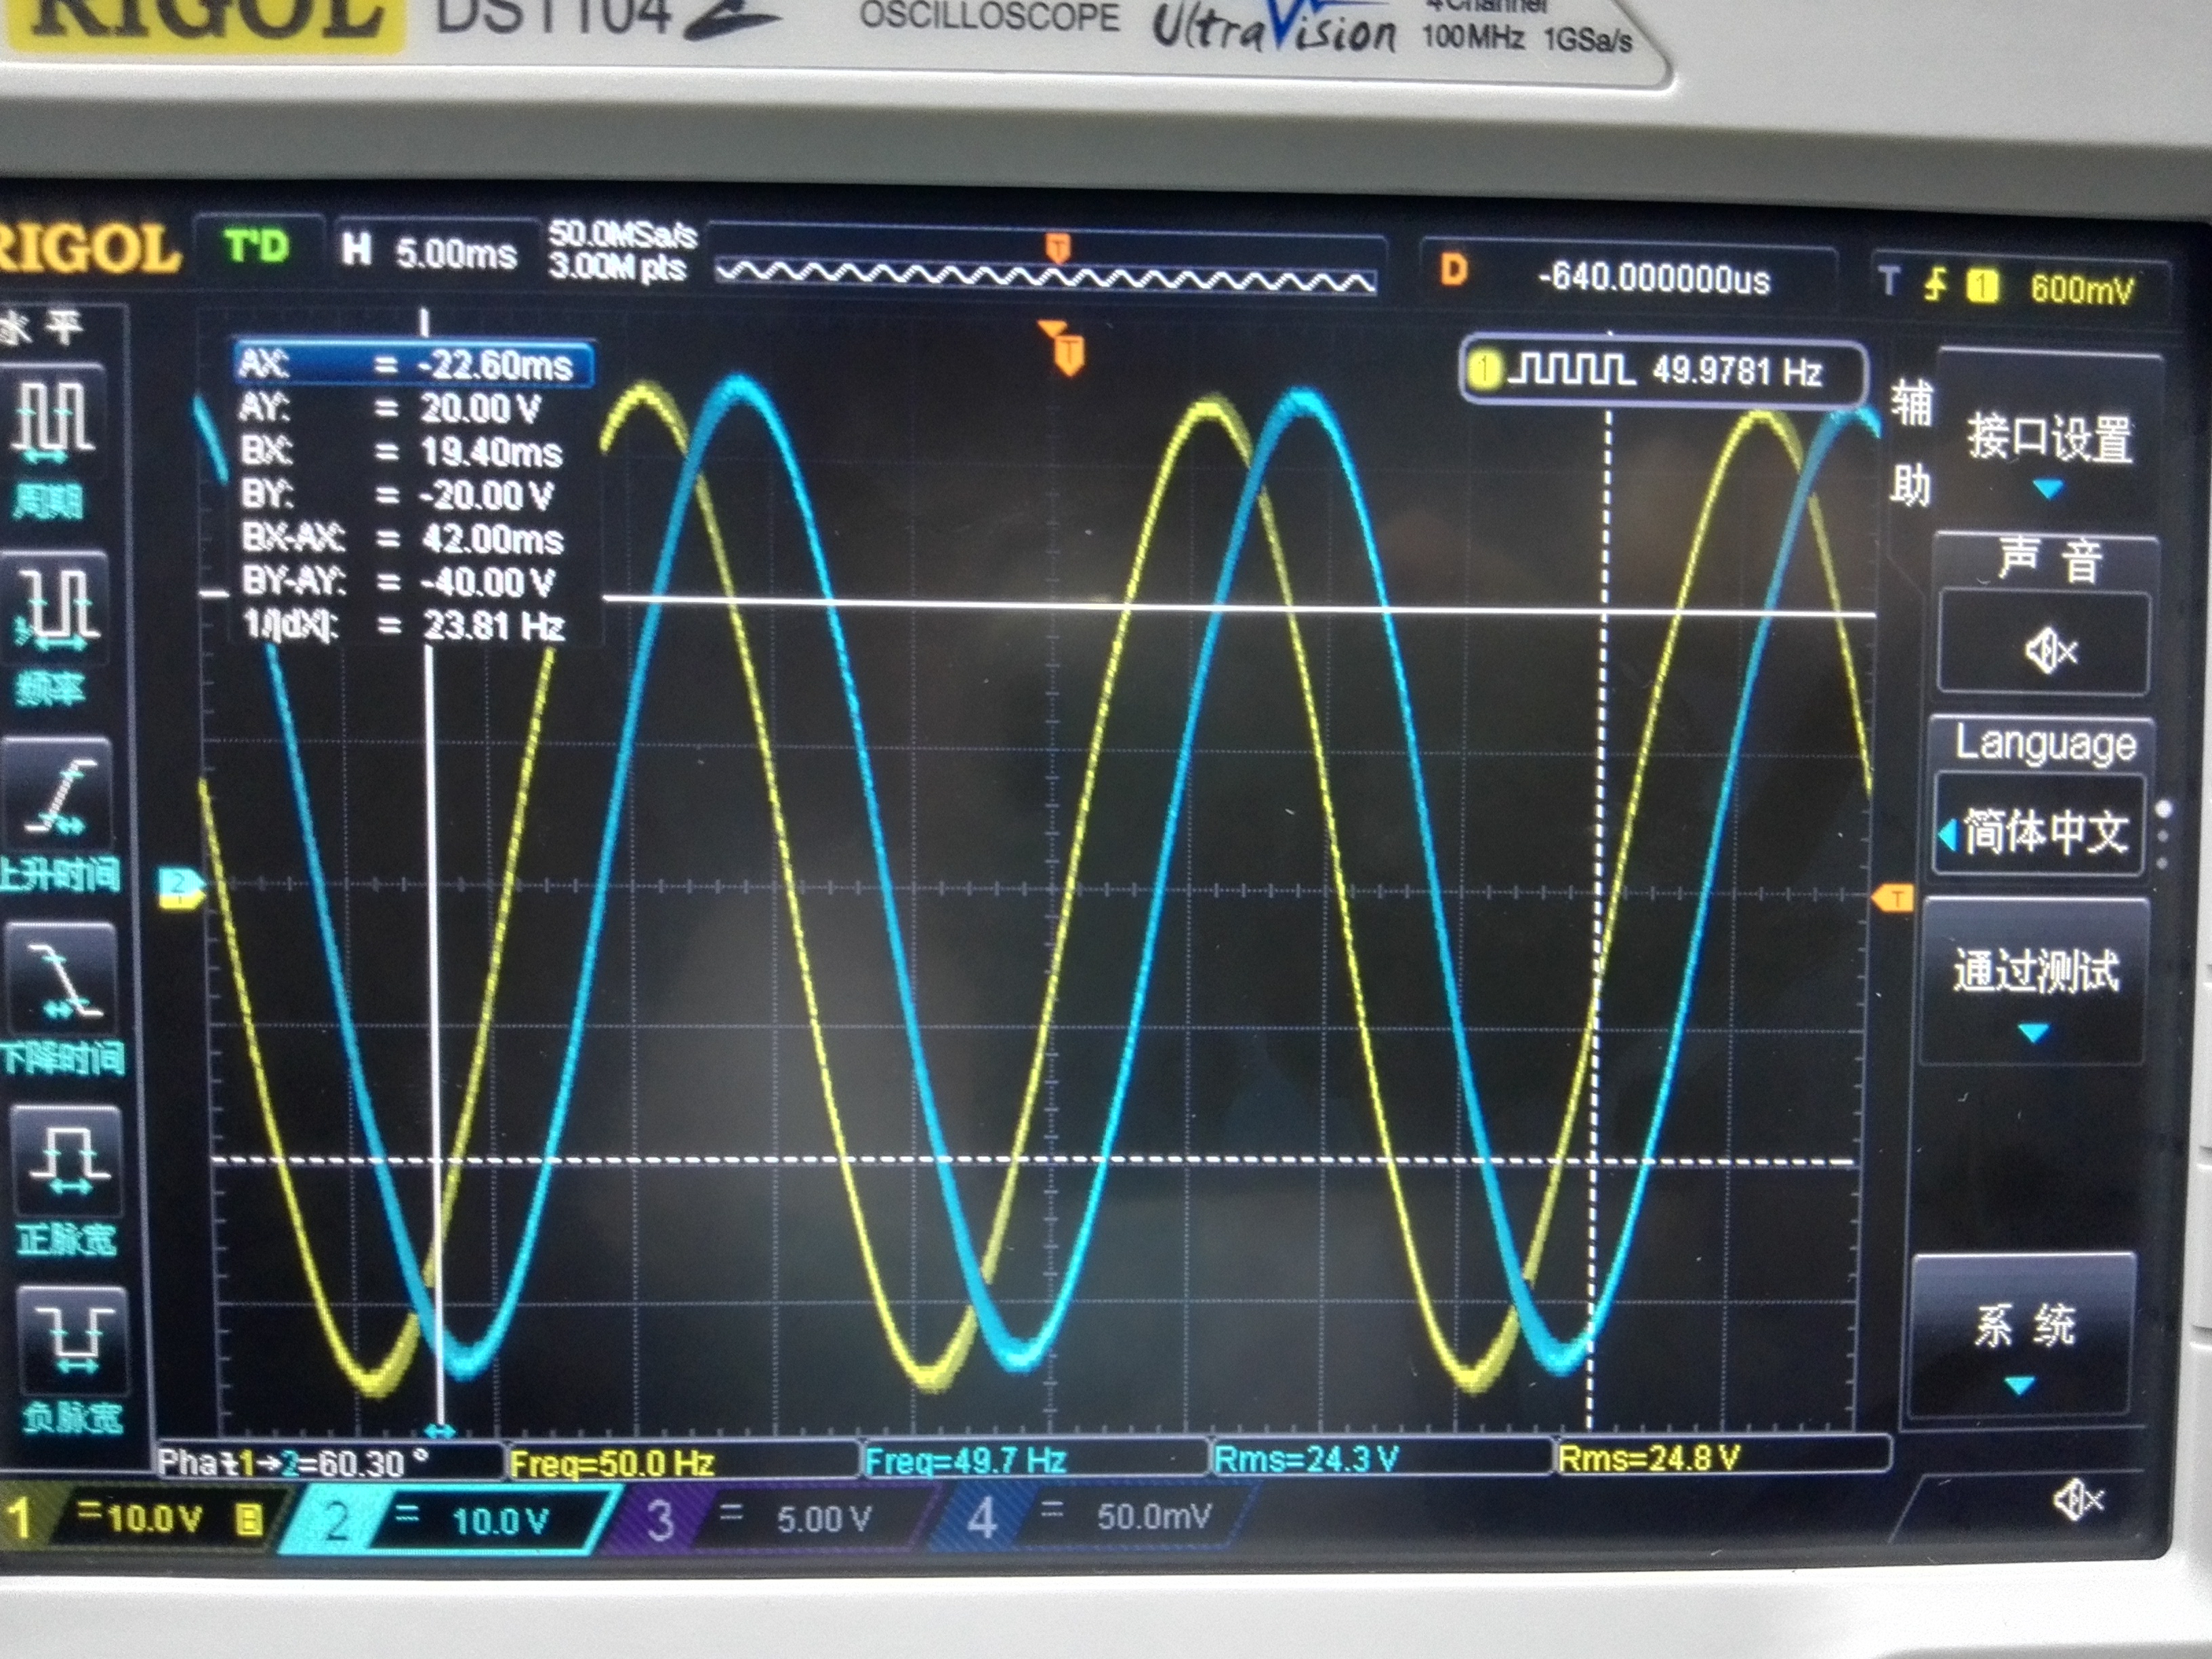 RIGOL DS1104 Z OSCILLOSCOPE UltraVision 4 Channel
100MHz 1GSa/s
RIGOL T'D H 5.00ms 50.0MSa/s
3.00M pts
D -640.000000us T 1 600mV
水平
周期
频率
上升时间
下降时间
正脉宽
负脉宽
AX: = -22.60ms
AY: = 20.00 V
BX: = 19.40ms
BY: = -20.00 V
BX-AX: = 42.00ms
BY-AY: = -40.00 V
1/|dX|: = 23.81 Hz
T
1 49.9781 Hz
2
T
辅助
接口设置
声音
Language
简体中文
通过测试
系统
Pha 1→2=60.30 ° Freq=50.0 Hz Freq=49.7 Hz Rms=24.3 V Rms=24.8 V
1 = 10.0 V B 2 = 10.0 V 3 = 5.00 V 4 = 50.0mV